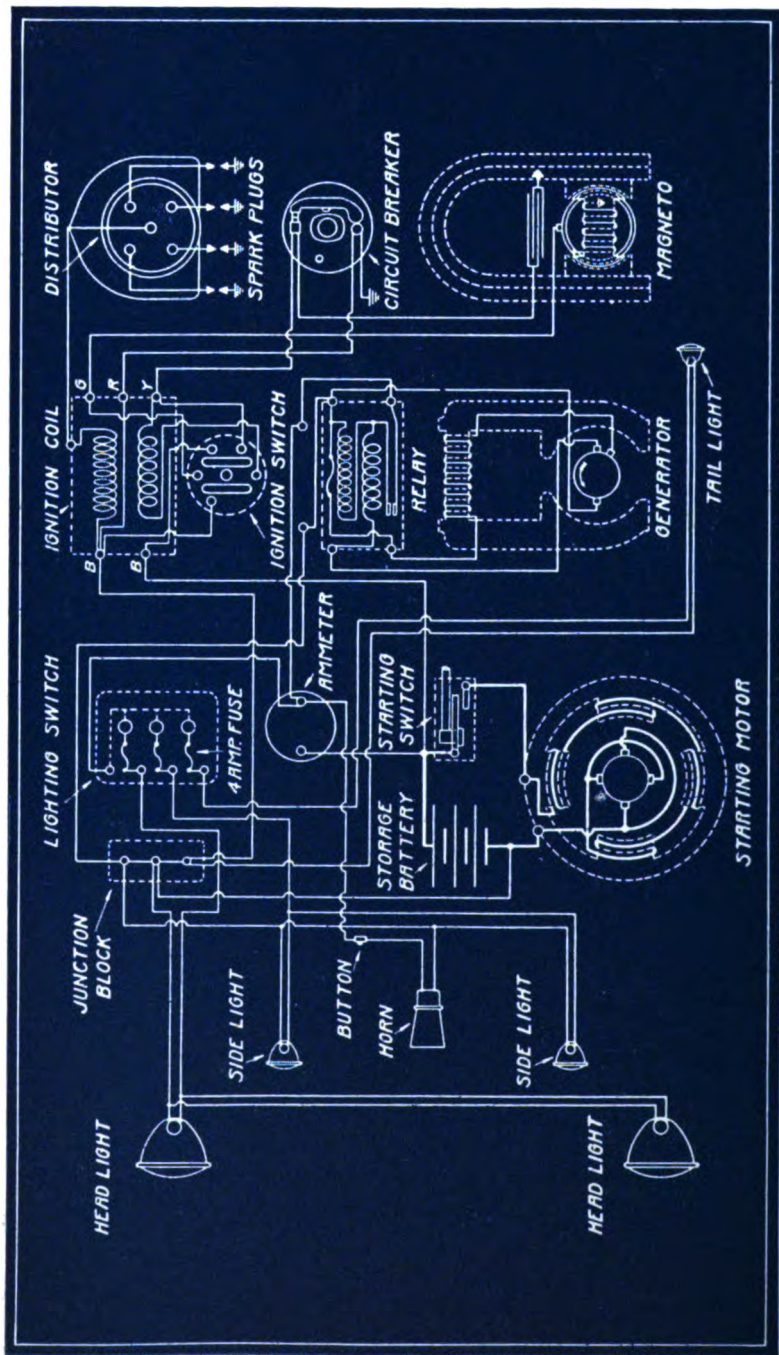 DISTRIBUTOR
SPARK PLUGS
CIRCUIT BREAKER
MAGNETO
IGNITION COIL
G
R
Y
B
B
IGNITION SWITCH
RELAY
GENERATOR
TAIL LIGHT
LIGHTING SWITCH
4 AMP. FUSE
AMMETER
STARTING
SWITCH
STORAGE
BATTERY
STARTING MOTOR
JUNCTION
BLOCK
SIDE LIGHT
BUTTON
HORN
SIDE LIGHT
HEAD LIGHT
HEAD LIGHT